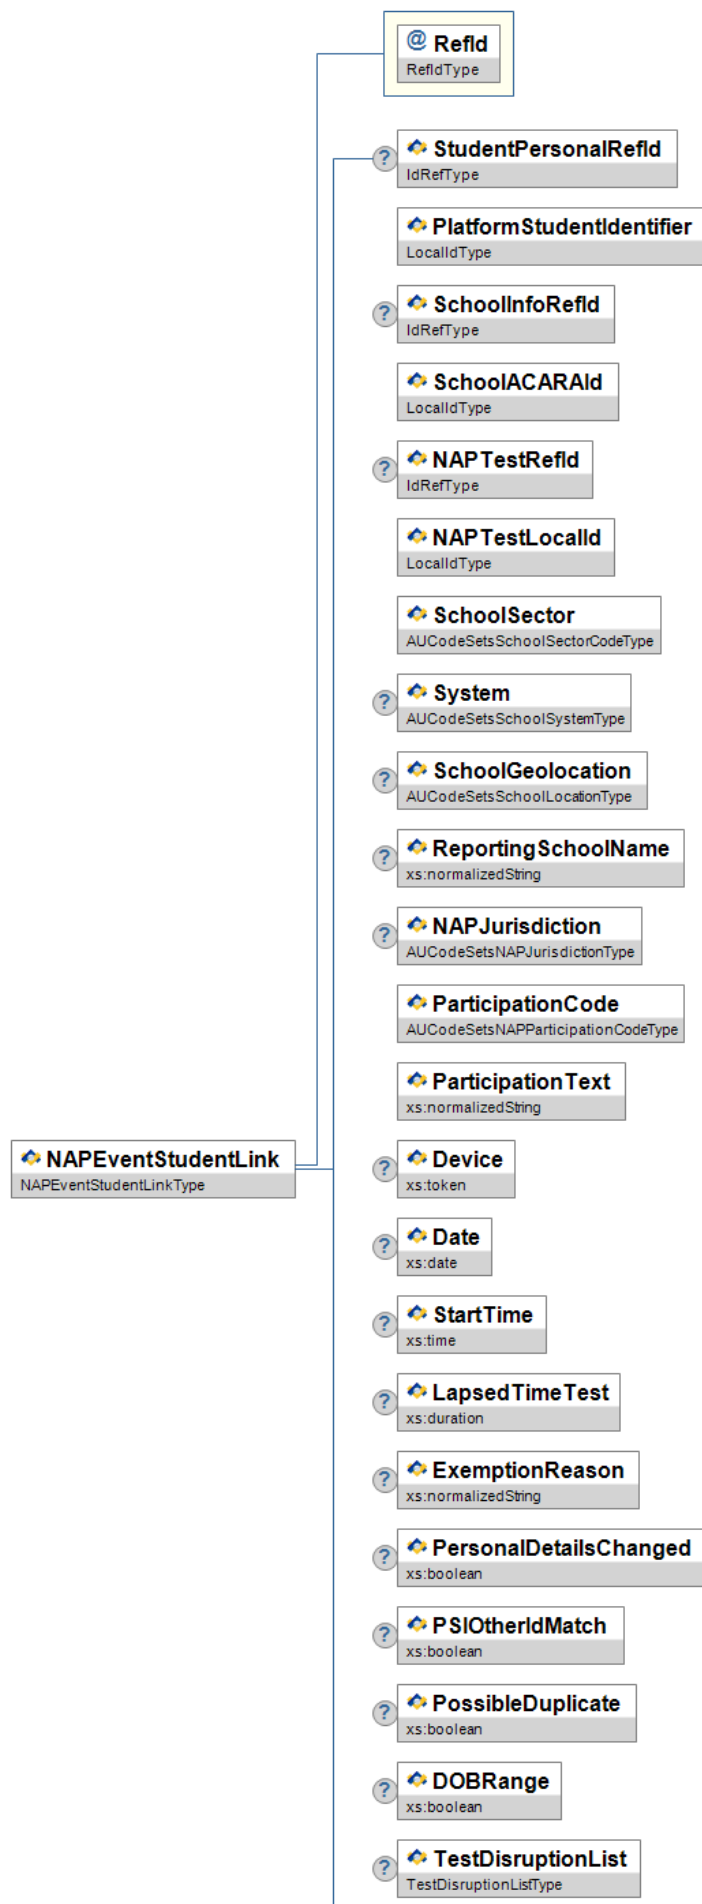 @ RefId
RefIdType
? StudentPersonalRefId
IdRefType
PlatformStudentIdentifier
LocalIdType
? SchoolInfoRefId
IdRefType
SchoolACARAId
LocalIdType
? NAPTestRefId
IdRefType
NAPTestLocalId
LocalIdType
SchoolSector
AUCodeSetsSchoolSectorCodeType
? System
AUCodeSetsSchoolSystemType
? SchoolGeolocation
AUCodeSetsSchoolLocationType
? ReportingSchoolName
xs:normalizedString
? NAPJurisdiction
AUCodeSetsNAPJurisdictionType
ParticipationCode
AUCodeSetsNAPParticipationCodeType
ParticipationText
xs:normalizedString
NAPEventStudentLink
NAPEventStudentLinkType
? Device
xs:token
? Date
xs:date
? StartTime
xs:time
? LapsedTimeTest
xs:duration
? ExemptionReason
xs:normalizedString
? PersonalDetailsChanged
xs:boolean
? PSIOtherIdMatch
xs:boolean
? PossibleDuplicate
xs:boolean
? DOBRange
xs:boolean
? TestDisruptionList
TestDisruptionListType